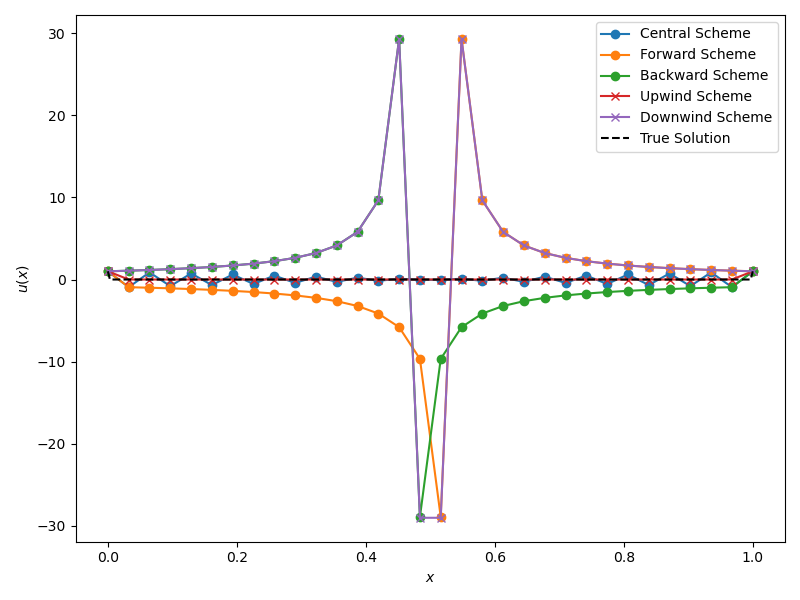 Central Scheme
Forward Scheme
Backward Scheme
Upwind Scheme
Downwind Scheme
True Solution
30
20
10
0
−10
−20
−30
u(x)
0.0 0.2 0.4 0.6 0.8 1.0
x